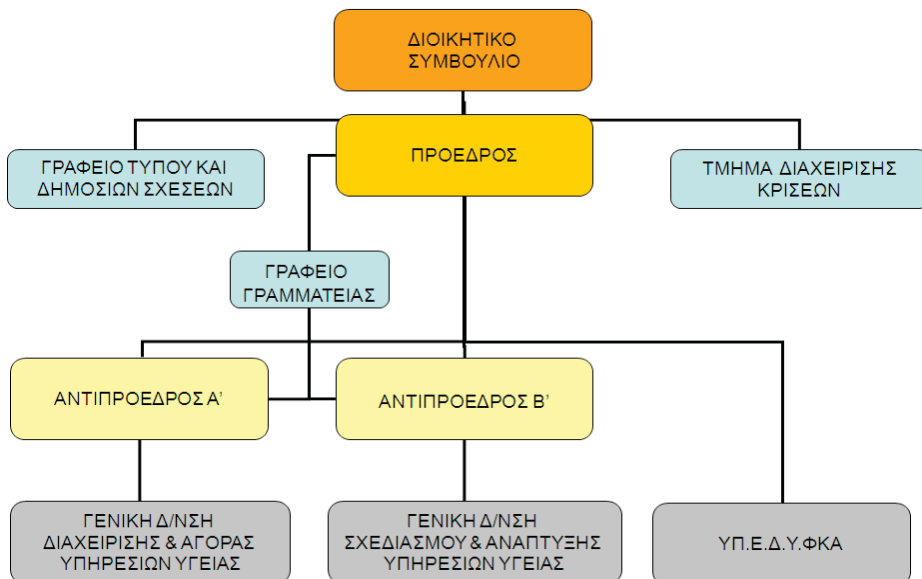 ΔΙΟΙΚΗΤΙΚΟ
ΣΥΜΒΟΥΛΙΟ
ΓΡΑΦΕΙΟ ΤΥΠΟΥ ΚΑΙ
ΔΗΜΟΣΙΩΝ ΣΧΕΣΕΩΝ
ΠΡΟΕΔΡΟΣ
ΤΜΗΜΑ ΔΙΑΧΕΙΡΙΣΗΣ
ΚΡΙΣΕΩΝ
ΓΡΑΦΕΙΟ
ΓΡΑΜΜΑΤΕΙΑΣ
ΑΝΤΙΠΡΟΕΔΡΟΣ Α’
ΑΝΤΙΠΡΟΕΔΡΟΣ Β’
ΓΕΝΙΚΗ Δ/ΝΣΗ
ΔΙΑΧΕΙΡΙΣΗΣ & ΑΓΟΡΑΣ
ΥΠΗΡΕΣΙΩΝ ΥΓΕΙΑΣ
ΓΕΝΙΚΗ Δ/ΝΣΗ
ΣΧΕΔΙΑΣΜΟΥ & ΑΝΑΠΤΥΞΗΣ
ΥΠΗΡΕΣΙΩΝ ΥΓΕΙΑΣ
ΥΠ.Ε.Δ.Υ.ΦΚΑ